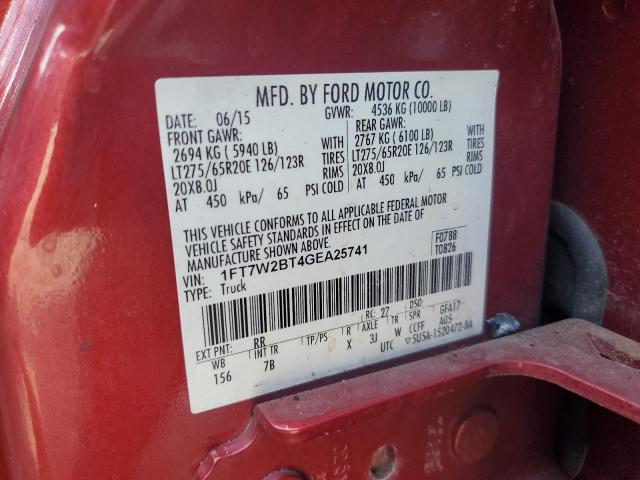 MFD. BY FORD MOTOR CO.
DATE: 06/15 GVWR: 4536 KG (10000 LB)
FRONT GAWR: REAR GAWR:
2694 KG ( 5940 LB) WITH 2767 KG ( 6100 LB) WITH
LT275/65R20E 126/123R TIRES LT275/65R20E 126/123R TIRES
20X8.0J RIMS 20X8.0J RIMS
AT 450 kPa/ 65 PSI COLD AT 450 kPa/ 65 PSI COLD
THIS VEHICLE CONFORMS TO ALL APPLICABLE FEDERAL MOTOR
VEHICLE SAFETY STANDARDS IN EFFECT ON THE DATE OF
MANUFACTURE SHOWN ABOVE.
F0788
T0826
VIN: 1FT7W2BT4GEA25741
TYPE: Truck
RC: 27 DSO:
EXT PNT: RR
WB INT TR TP/PS R AXLE TR SPR GFA17
156 7B X 3J W CCFF A05
UTC ▽SU5A-1520472-BA